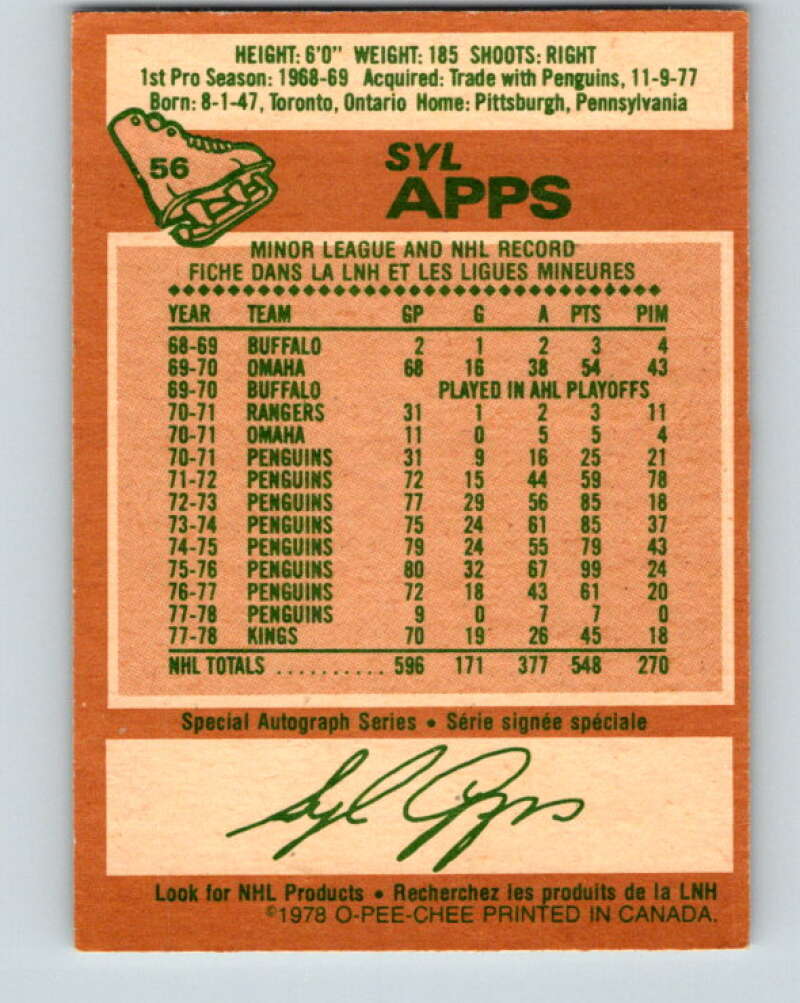 HEIGHT: 6'0" WEIGHT: 185 SHOOTS: RIGHT
1st Pro Season: 1968-69 Acquired: Trade with Penguins, 11-9-77
Born: 8-1-47, Toronto, Ontario Home: Pittsburgh, Pennsylvania
56
SYL
APPS
MINOR LEAGUE AND NHL RECORD
FICHE DANS LA LNH ET LES LIGUES MINEURES
YEAR TEAM GP G A PTS PIM
68-69 BUFFALO 2 1 2 3 4
69-70 OMAHA 68 16 38 54 43
69-70 BUFFALO PLAYED IN AHL PLAYOFFS
70-71 RANGERS 31 1 2 3 11
70-71 OMAHA 11 0 5 5 4
70-71 PENGUINS 31 9 16 25 21
71-72 PENGUINS 72 15 44 59 78
72-73 PENGUINS 77 29 56 85 18
73-74 PENGUINS 75 24 61 85 37
74-75 PENGUINS 79 24 55 79 43
75-76 PENGUINS 80 32 67 99 24
76-77 PENGUINS 72 18 43 61 20
77-78 PENGUINS 9 0 7 7 0
77-78 KINGS 70 19 26 45 18
NHL TOTALS .......... 596 171 377 548 270
Special Autograph Series • Série signée spéciale
Syl Apps
Look for NHL Products • Recherchez les produits de la LNH
©1978 O-PEE-CHEE PRINTED IN CANADA.